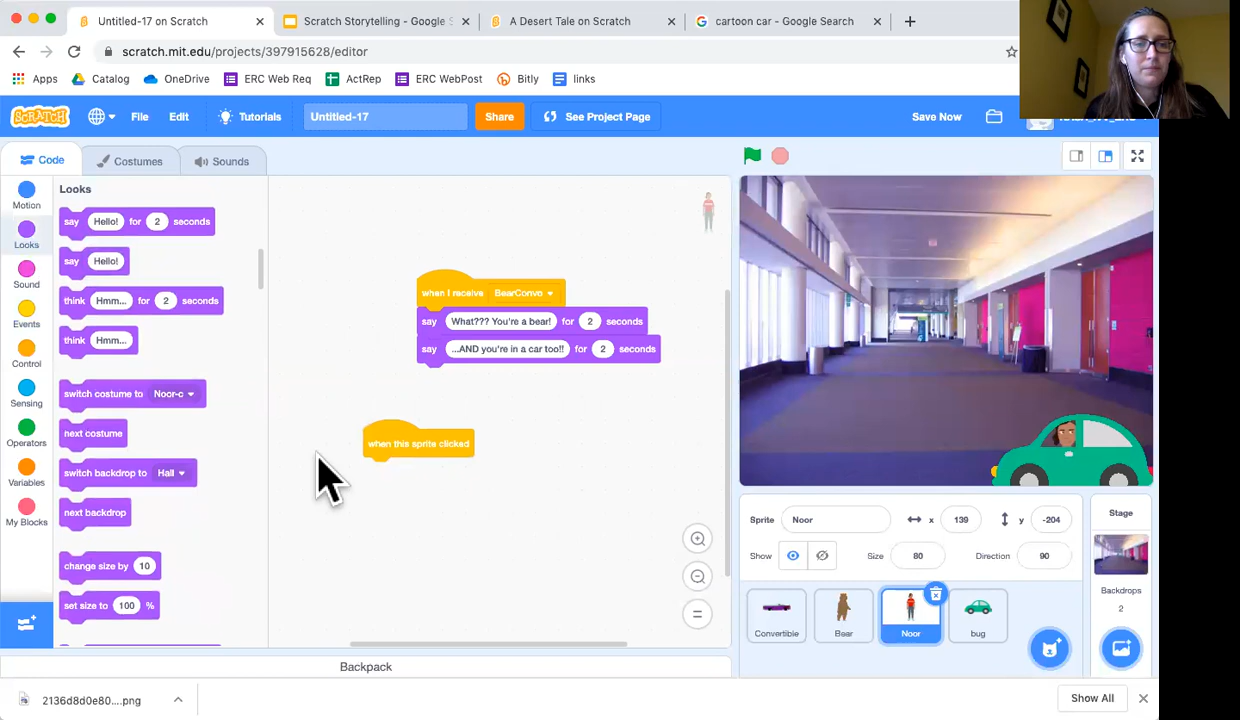 Untitled-17 on Scratch
Scratch Storytelling - Google S
A Desert Tale on Scratch
cartoon car - Google Search
scratch.mit.edu/projects/397915628/editor
Apps
Catalog
OneDrive
ERC Web Req
ActRep
ERC WebPost
Bitly
links
SCRATCH
File
Edit
Tutorials
Untitled-17
Share
See Project Page
Save Now
Code
Costumes
Sounds
Motion
Looks
Sound
Events
Control
Sensing
Operators
Variables
My Blocks
Looks
say Hello! for 2 seconds
say Hello!
think Hmm... for 2 seconds
think Hmm...
switch costume to Noor-c
next costume
switch backdrop to Hall
next backdrop
change size by 10
set size to 100 %
when I receive BearConvo
say What??? You're a bear! for 2 seconds
say ...AND you're in a car too!! for 2 seconds
when this sprite clicked
Sprite Noor x 139 y -204
Show Size 80 Direction 90
Convertible
Bear
Noor
bug
Stage
Backdrops
2
Backpack
2136d8d0e80....png
Show All